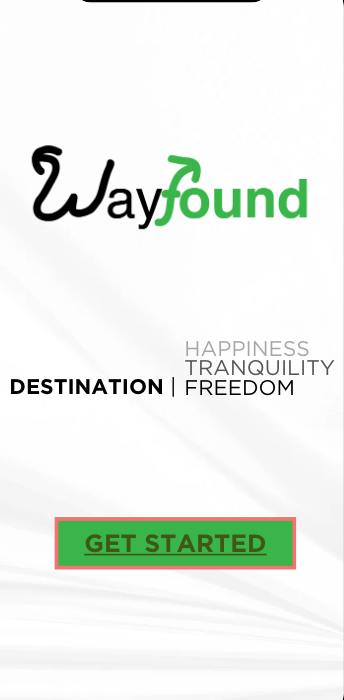 Wayfound
HAPPINESS
TRANQUILITY
DESTINATION | FREEDOM
GET STARTED